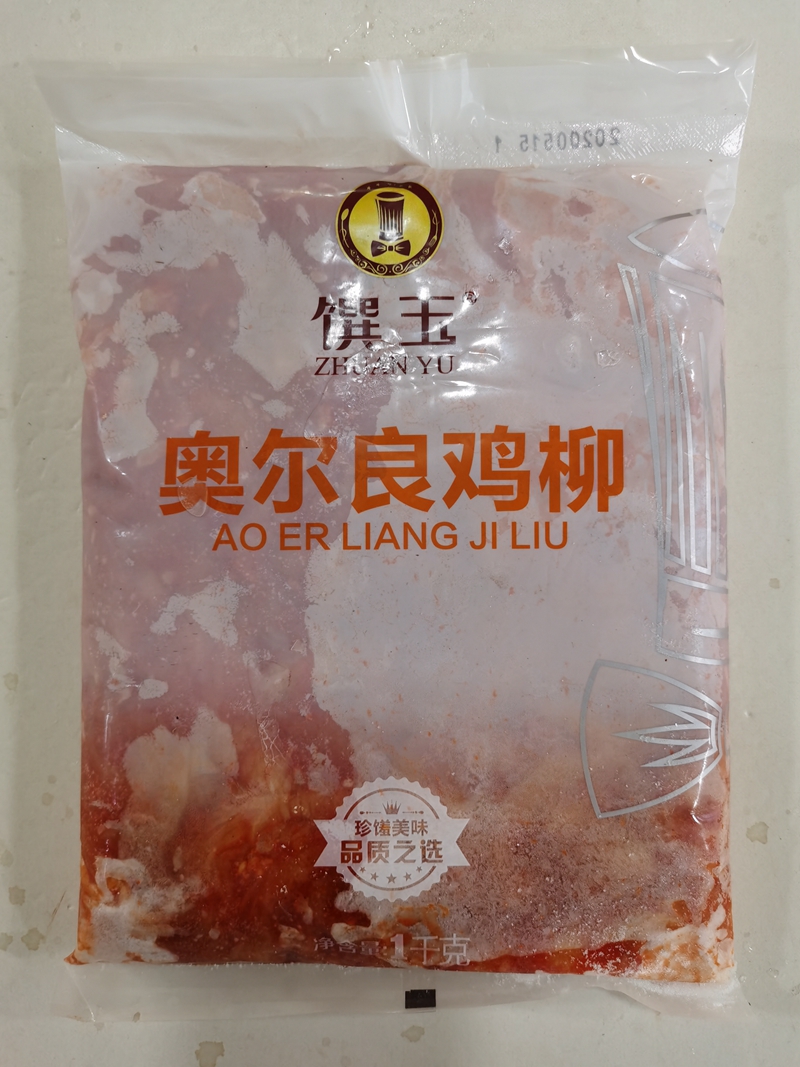 20200515 1
馔玉®
ZHUAN YU
奥尔良鸡柳
AO ER LIANG JI LIU
珍馐美味
品质之选
净含量:1千克